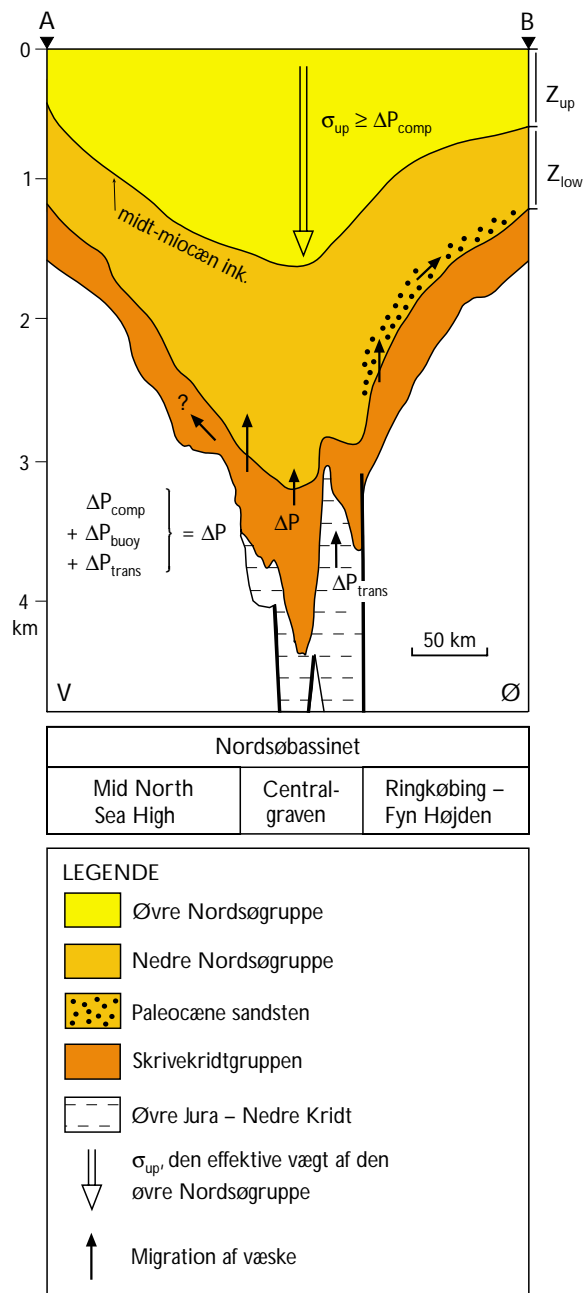 A
B
0
1
2
3
4
km
Z_up
Z_low
σ_up ≥ ΔP_comp
midt-miocæn ink.
?
ΔP_comp
+ ΔP_buoy
+ ΔP_trans
= ΔP
ΔP
ΔP_trans
50 km
V
Ø
Nordsøbassinet
Mid North
Sea High
Central-
graven
Ringkøbing –
Fyn Højden
LEGENDE
Øvre Nordsøgruppe
Nedre Nordsøgruppe
Paleocæne sandsten
Skrivekridtgruppen
Øvre Jura – Nedre Kridt
σ_up, den effektive vægt af den
øvre Nordsøgruppe
Migration af væske